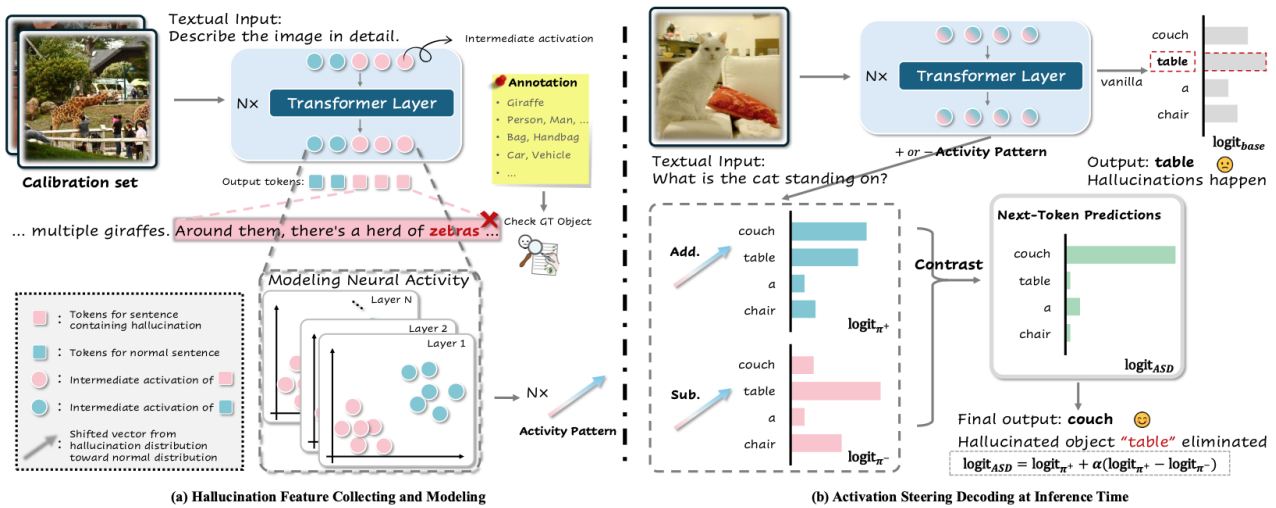 Textual Input:
Describe the image in detail.
Intermediate activation
N×
Transformer Layer
Annotation
• Giraffe
• Person, Man, ...
• Bag, Handbag
• Car, Vehicle
• ...
Calibration set
Output tokens:
Check GT Object
... multiple giraffes. Around them, there's a herd of zebras ...
Modeling Neural Activity
Layer N
Layer 2
Layer 1
: Tokens for sentence
containing hallucination
: Tokens for normal sentence
: Intermediate activation of
: Intermediate activation of
: Shifted vector from
hallucination distribution
toward normal distribution
N×
Activity Pattern
(a) Hallucination Feature Collecting and Modeling
N×
Transformer Layer
vanilla
couch
table
a
chair
logit_base
+ or − Activity Pattern
Textual Input:
What is the cat standing on?
Output: table
Hallucinations happen
Add.
couch
table
a
chair
logit_π⁺
Sub.
couch
table
a
chair
logit_π⁻
Contrast
Next-Token Predictions
couch
table
a
chair
logit_ASD
Final output: couch
Hallucinated object "table" eliminated
logit_ASD = logit_π⁺ + α(logit_π⁺ − logit_π⁻)
(b) Activation Steering Decoding at Inference Time